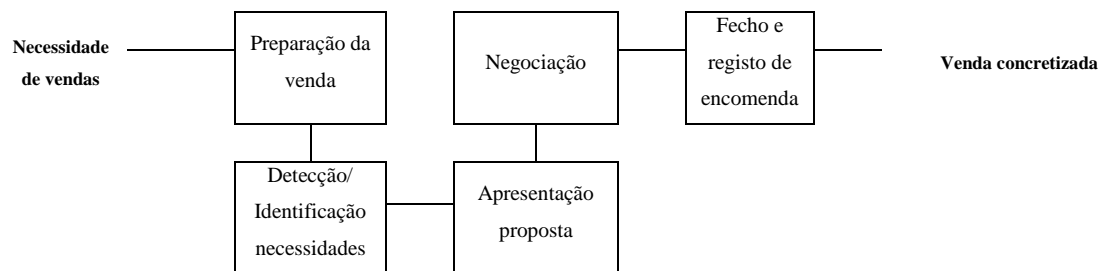 Necessidade
de vendas
Preparação da
venda
Detecção/
Identificação
necessidades
Apresentação
proposta
Negociação
Fecho e
registo de
encomenda
Venda concretizada